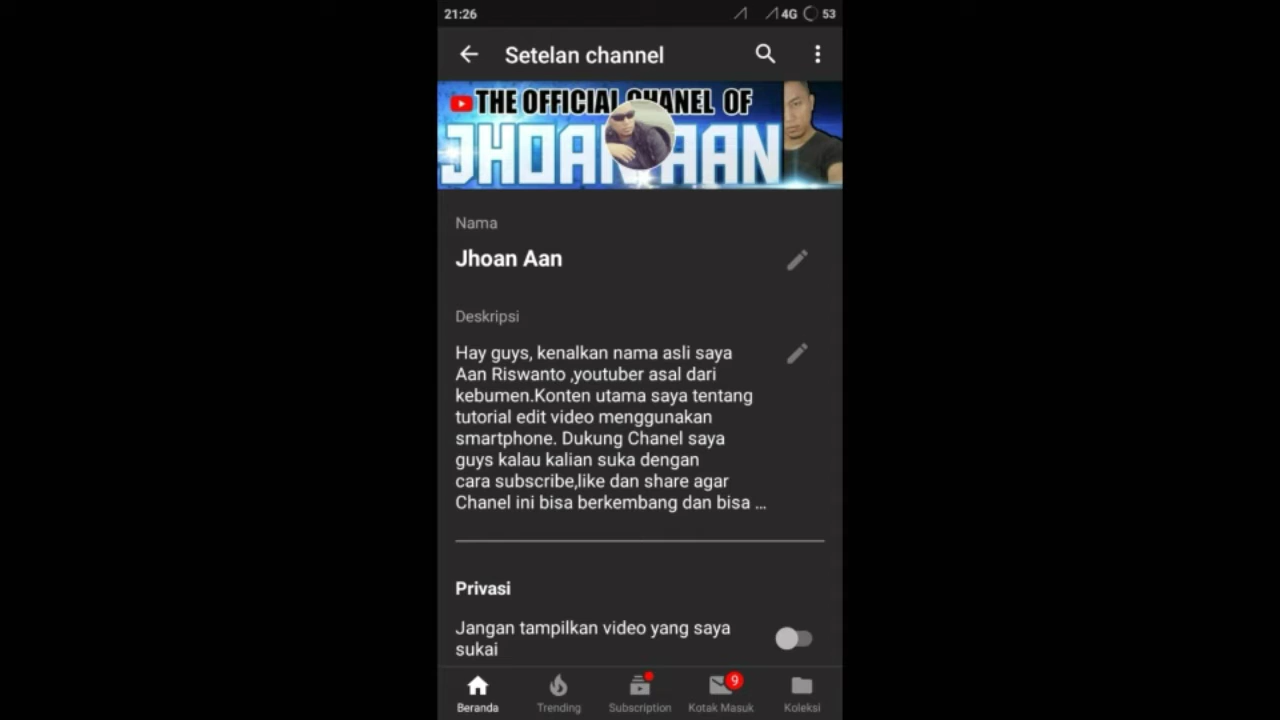 21:26
4G
53
Setelan channel
THE OFFICIAL CHANEL OF
JHOAN AAN
Nama
Jhoan Aan
Deskripsi
Hay guys, kenalkan nama asli saya
Aan Riswanto ,youtuber asal dari
kebumen.Konten utama saya tentang
tutorial edit video menggunakan
smartphone. Dukung Chanel saya
guys kalau kalian suka dengan
cara subscribe,like dan share agar
Chanel ini bisa berkembang dan bisa ...
Privasi
Jangan tampilkan video yang saya
sukai
9
Beranda
Trending
Subscription
Kotak Masuk
Koleksi